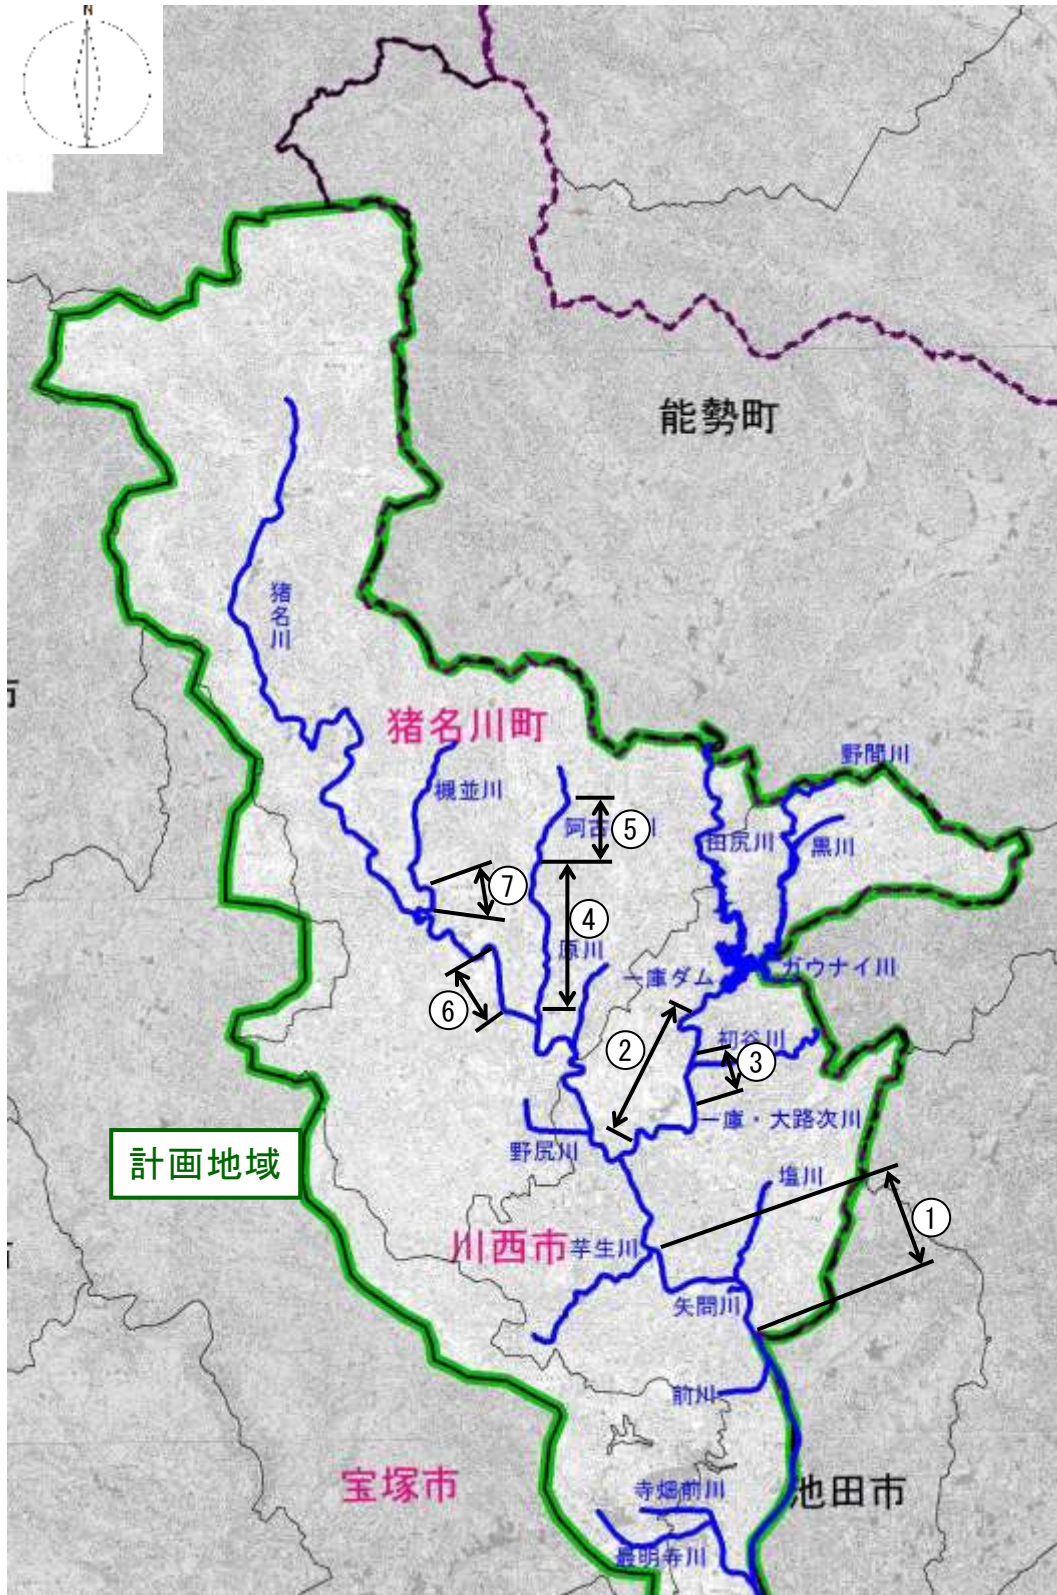 N
能勢町
猪名川
猪名川町
野間川
槻並川
阿古
川
⑤
田尻川
黒川
⑦
④
原川
一庫ダム
ガウナイ川
⑥
②
初谷川
③
一庫・大路次川
野尻川
計画地域
塩川
①
川西市
芋生川
矢問川
前川
宝塚市
寺畑前川
池田市
最明寺川